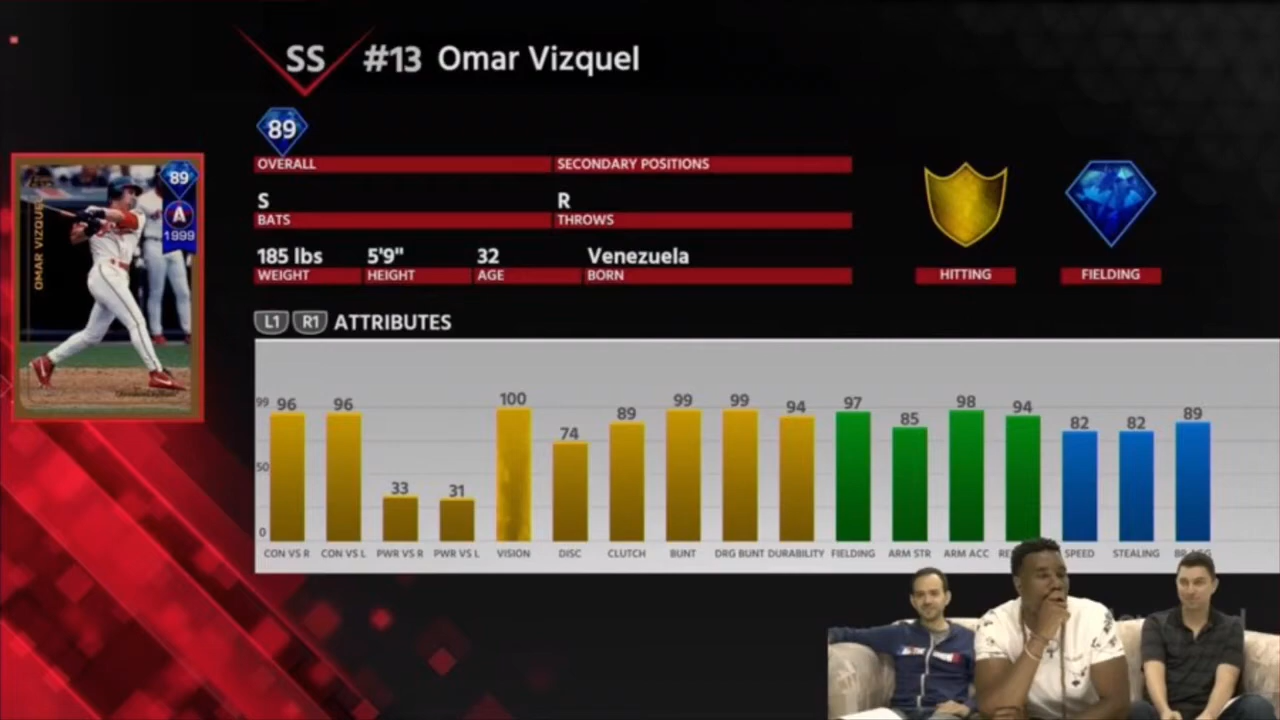 SS #13 Omar Vizquel
89
OVERALL SECONDARY POSITIONS
S R
BATS THROWS
185 lbs 5'9" 32 Venezuela
WEIGHT HEIGHT AGE BORN
HITTING FIELDING
89
A
1999
OMAR VIZQUEL
L1 R1 ATTRIBUTES
99 96 96 33 31 100 74 89 99 99 94 97 85 98 94 82 82 89
50
0
CON VS R CON VS L PWR VS R PWR VS L VISION DISC CLUTCH BUNT DRG BUNT DURABILITY FIELDING ARM STR ARM ACC SPEED STEALING